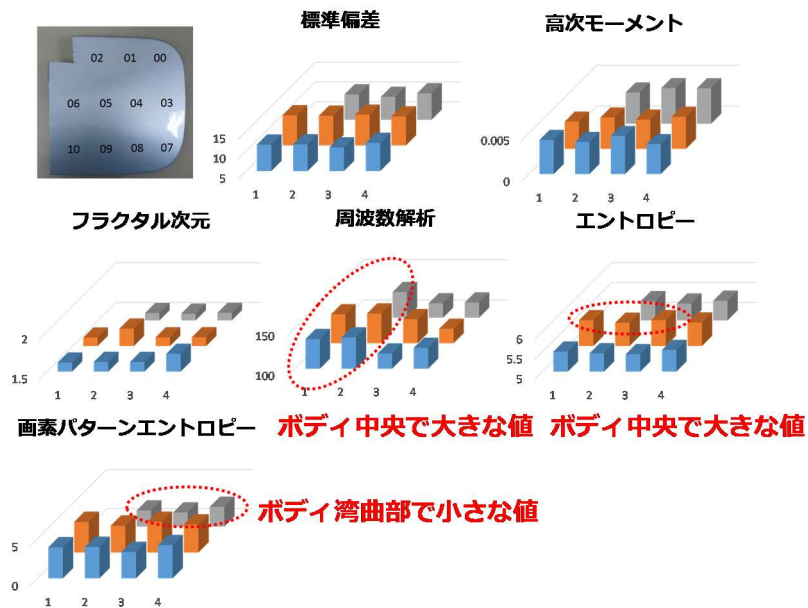 標準偏差
高次モーメント
02 01 00
06 05 04 03
10 09 08 07
15
10
5
1 2 3 4
0.005
0
1 2 3 4
フラクタル次元
周波数解析
エントロピー
2
1.5
1 2 3 4
150
100
1 2 3 4
6
5.5
5
1 2 3 4
画素パターンエントロピー
ボディ中央で大きな値
ボディ中央で大きな値
5
0
1 2 3 4
ボディ湾曲部で小さな値